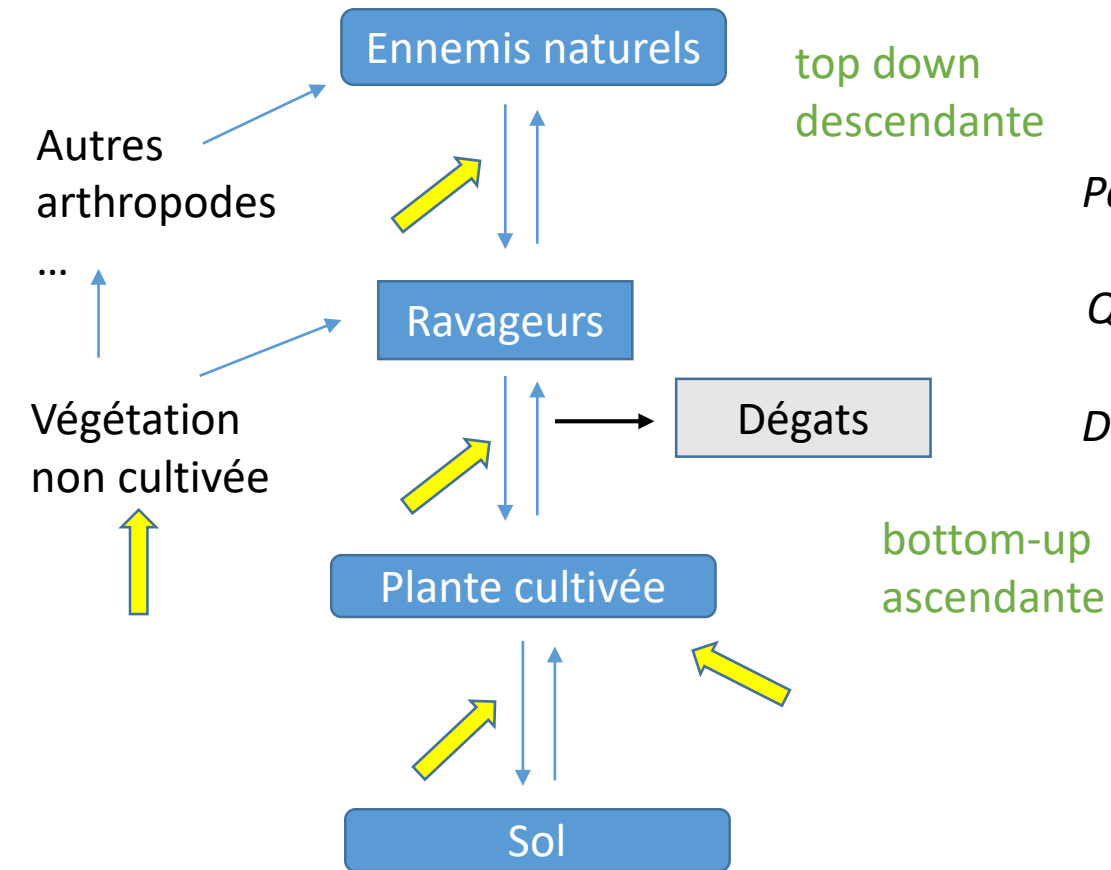 Ennemis naturels
top down
descendante
Autres
arthropodes
...
Ravageurs
Végétation
non cultivée
Dégats
bottom-up
ascendante
Plante cultivée
Sol